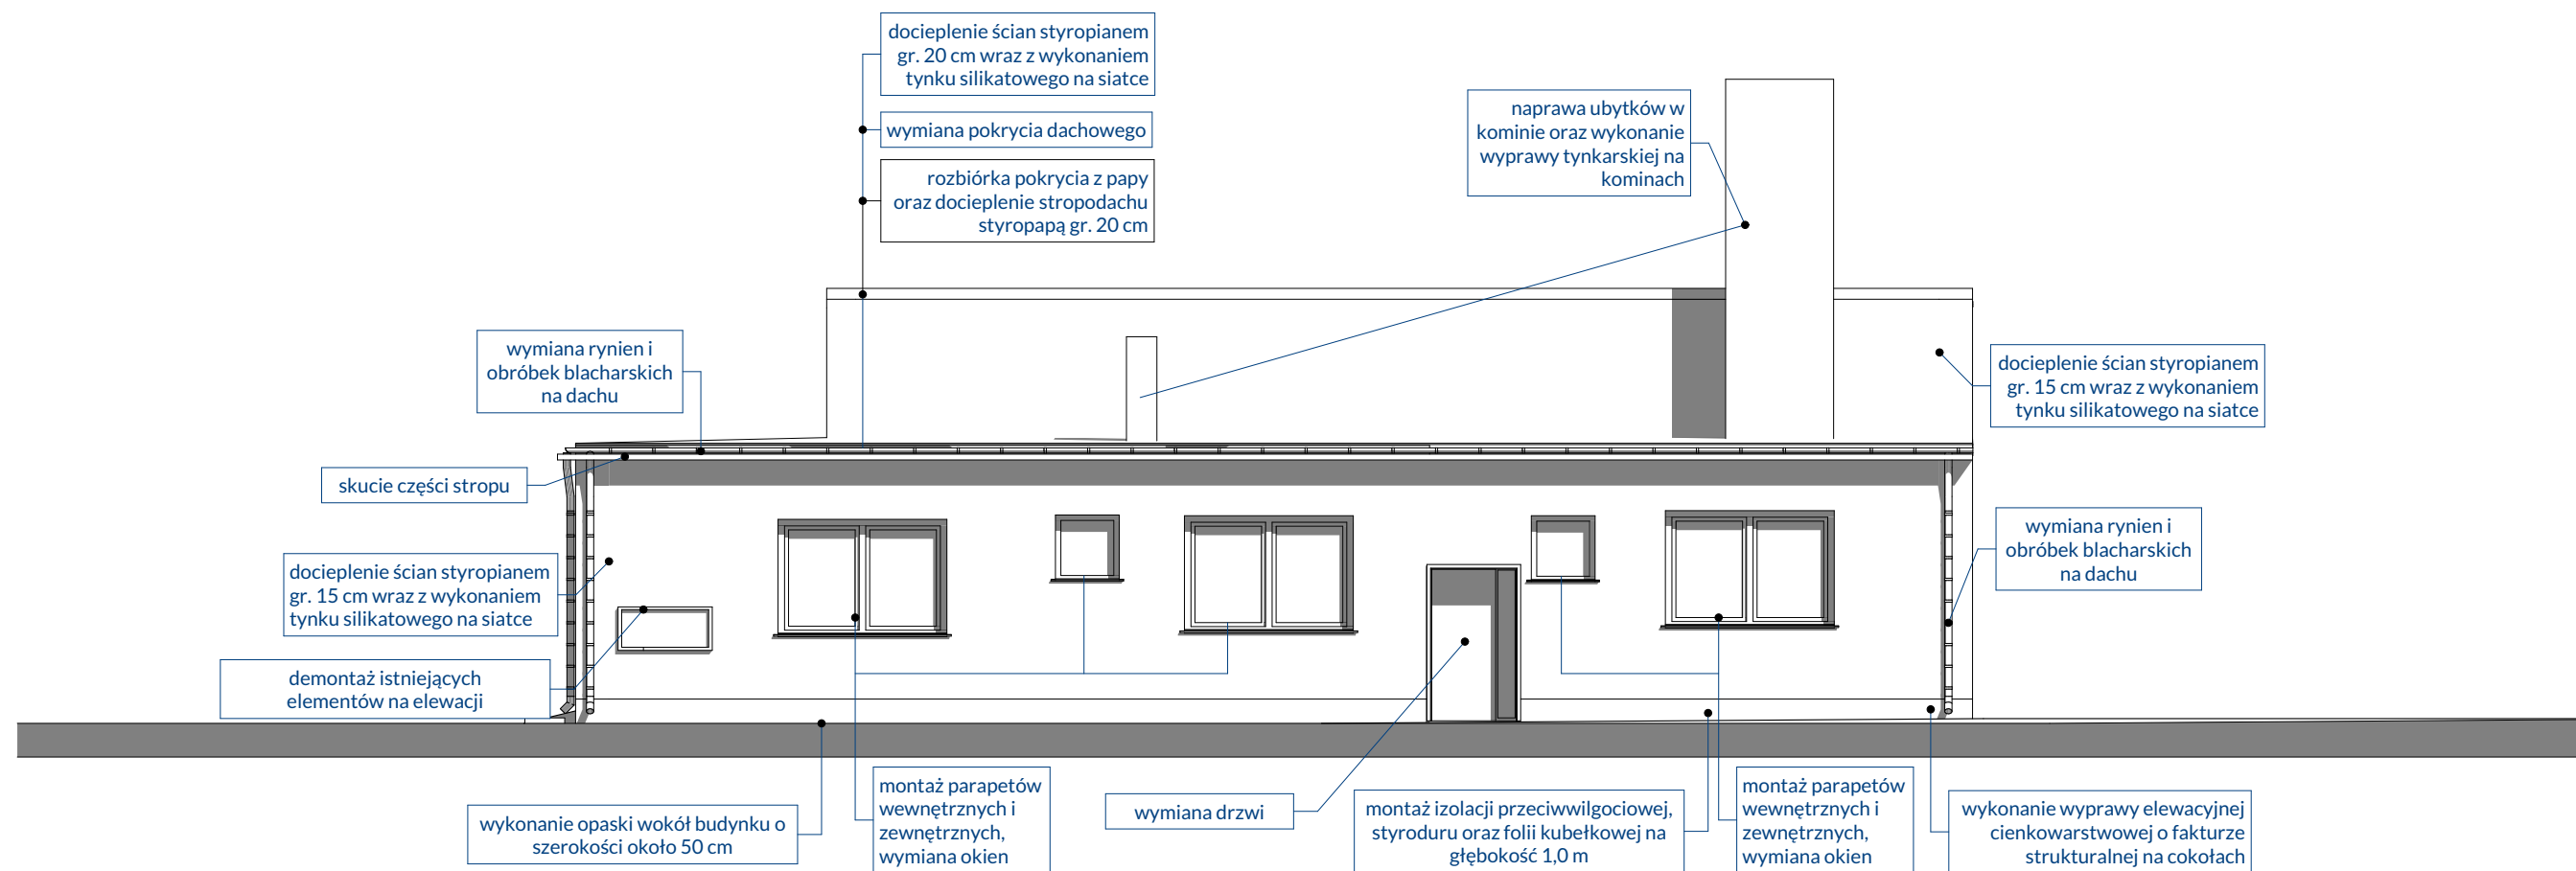 docieplenie ścian styropianem
gr. 20 cm wraz z wykonaniem
tynku silikatowego na siatce
wymiana pokrycia dachowego
rozbiórka pokrycia z papy
oraz docieplenie stropodachu
styropapą gr. 20 cm
naprawa ubytków w
kominie oraz wykonanie
wyprawy tynkarskiej na
kominach
wymiana rynien i
obróbek blacharskich
na dachu
docieplenie ścian styropianem
gr. 15 cm wraz z wykonaniem
tynku silikatowego na siatce
skucie części stropu
wymiana rynien i
obróbek blacharskich
na dachu
docieplenie ścian styropianem
gr. 15 cm wraz z wykonaniem
tynku silikatowego na siatce
demontaż istniejących
elementów na elewacji
wykonanie opaski wokół budynku o
szerokości około 50 cm
montaż parapetów
wewnętrznych i
zewnętrznych,
wymiana okien
wymiana drzwi
montaż izolacji przeciwwilgociowej,
styroduru oraz folii kubełkowej na
głębokość 1,0 m
montaż parapetów
wewnętrznych i
zewnętrznych,
wymiana okien
wykonanie wyprawy elewacyjnej
cienkowarstwowej o fakturze
strukturalnej na cokołach